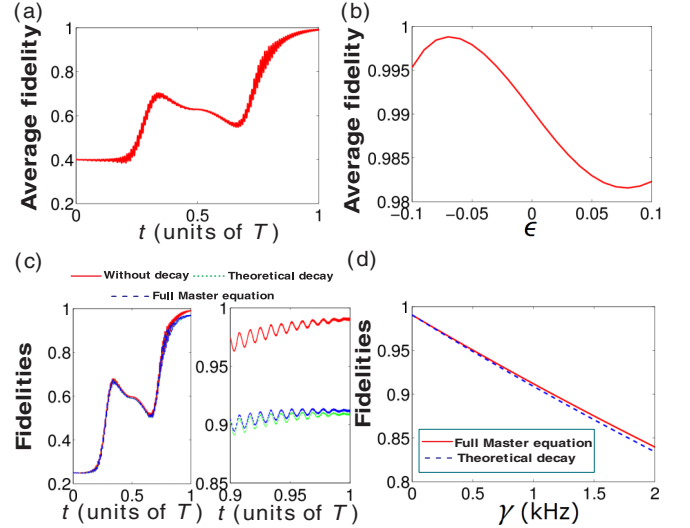 (a)
Average fidelity
1
0.8
0.6
0.4
0.2
0 0.5 1
t (units of T)
(b)
Average fidelity
1
0.995
0.99
0.985
0.98
−0.1 −0.05 0 0.05 0.1
ϵ
(c)
Without decay Theoretical decay
Full Master equation
Fidelities
1
0.8
0.6
0.4
0.2
0 0.5 1
t (units of T)
1
0.95
0.9
0.85
0.9 0.95 1
t (units of T)
(d)
Fidelities
1
0.95
0.9
0.85
0.8
0 0.5 1 1.5 2
Full Master equation
Theoretical decay
γ (kHz)